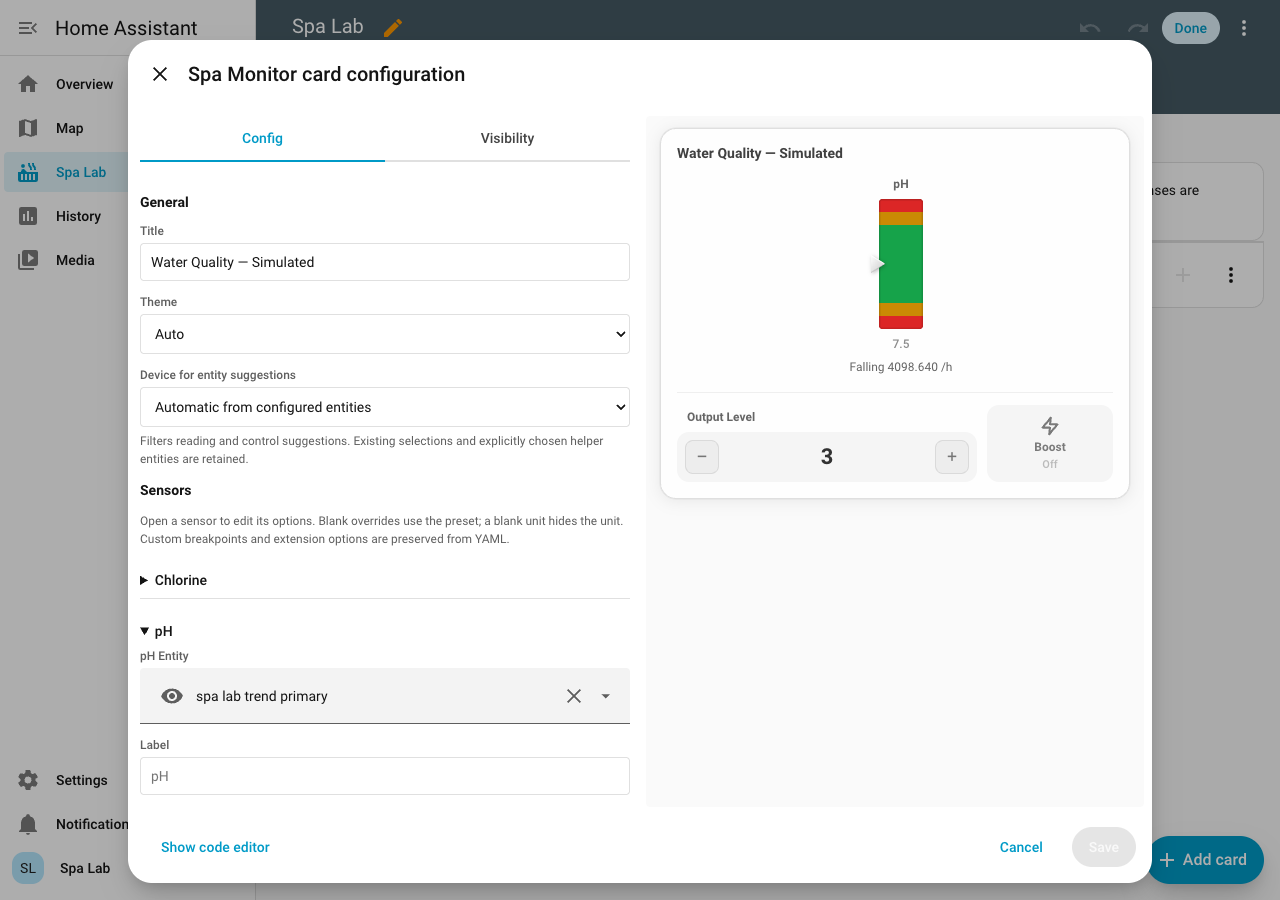 Home Assistant
Spa Lab
Done
Overview
Map
Spa Lab
History
Media
Settings
Notification
SL
Spa Lab
Spa Monitor card configuration
Config
Visibility
General
Title
Water Quality — Simulated
Theme
Auto
Device for entity suggestions
Automatic from configured entities
Filters reading and control suggestions. Existing selections and explicitly chosen helper
entities are retained.
Sensors
Open a sensor to edit its options. Blank overrides use the preset; a blank unit hides the unit.
Custom breakpoints and extension options are preserved from YAML.
Chlorine
pH
pH Entity
spa lab trend primary
Label
pH
Water Quality — Simulated
pH
7.5
Falling 4098.640 /h
Output Level
−
3
+
Boost
Off
Show code editor
Cancel
Save
are
Add card